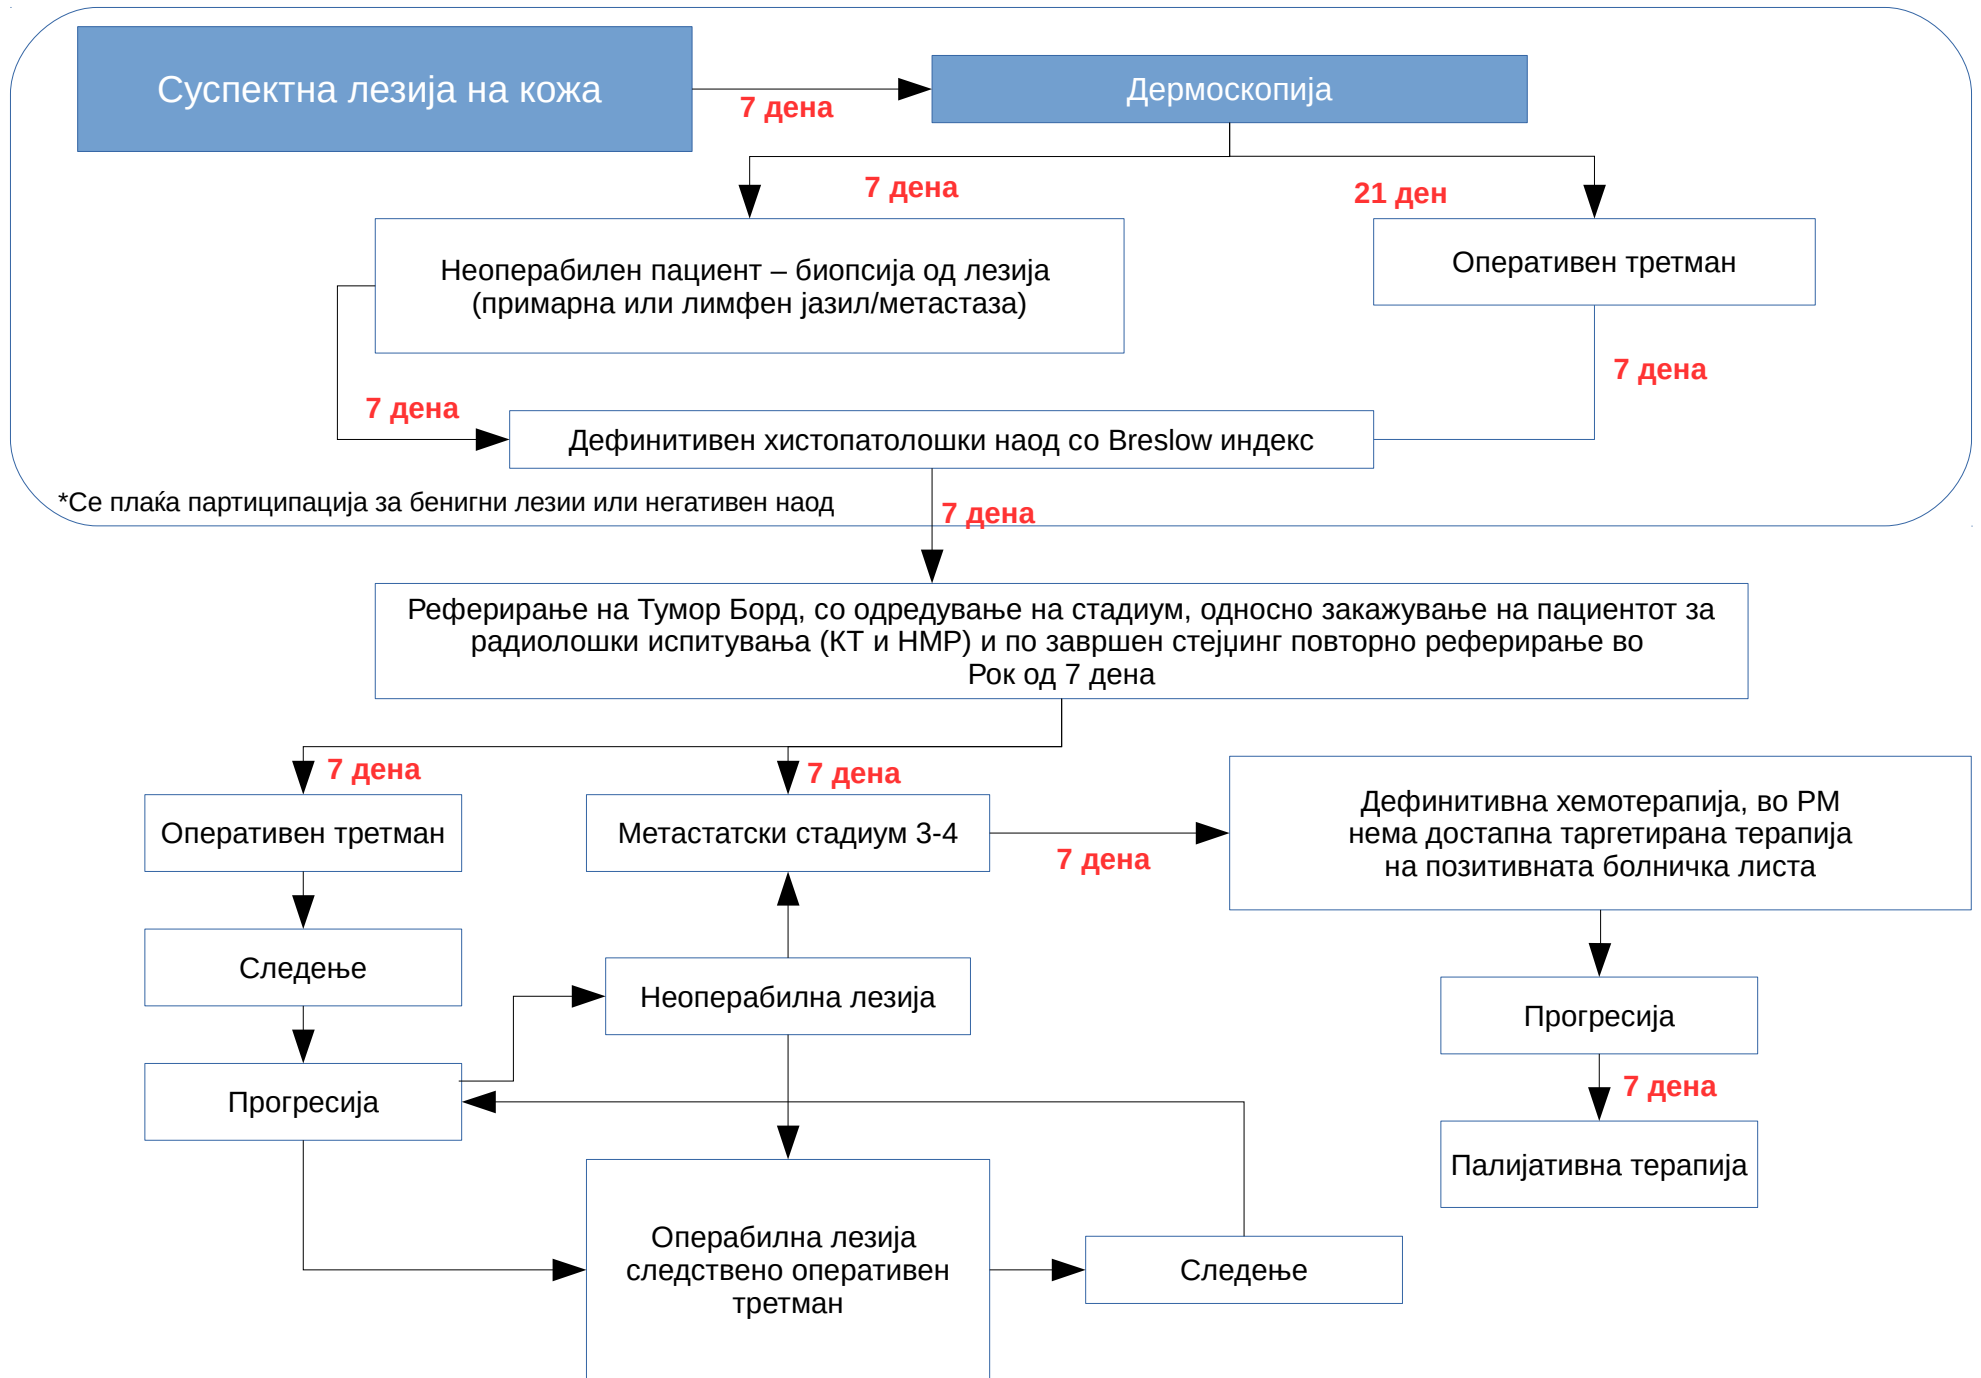 Суспектна лезија на кожа
7 дена
Дермоскопија
7 дена
21 ден
Неоперабилен пациент – биопсија од лезија
(примарна или лимфен јазил/метастаза)
Оперативен третман
7 дена
7 дена
Дефинитивен хистопатолошки наод со Breslow индекс
*Се плаќа партиципација за бенигни лезии или негативен наод
7 дена
Реферирање на Тумор Борд, со одредување на стадиум, односно закажување на пациентот за
радиолошки испитувања (КТ и НМР) и по завршен стејџинг повторно реферирање во
Рок од 7 дена
7 дена
7 дена
Оперативен третман
Метастатски стадиум 3-4
7 дена
Дефинитивна хемотерапија, во РМ
нема достапна таргетирана терапија
на позитивната болничка листа
Следење
Неоперабилна лезија
Прогресија
Прогресија
7 дена
Палијативна терапија
Операбилна лезија
следствено оперативен
третман
Следење